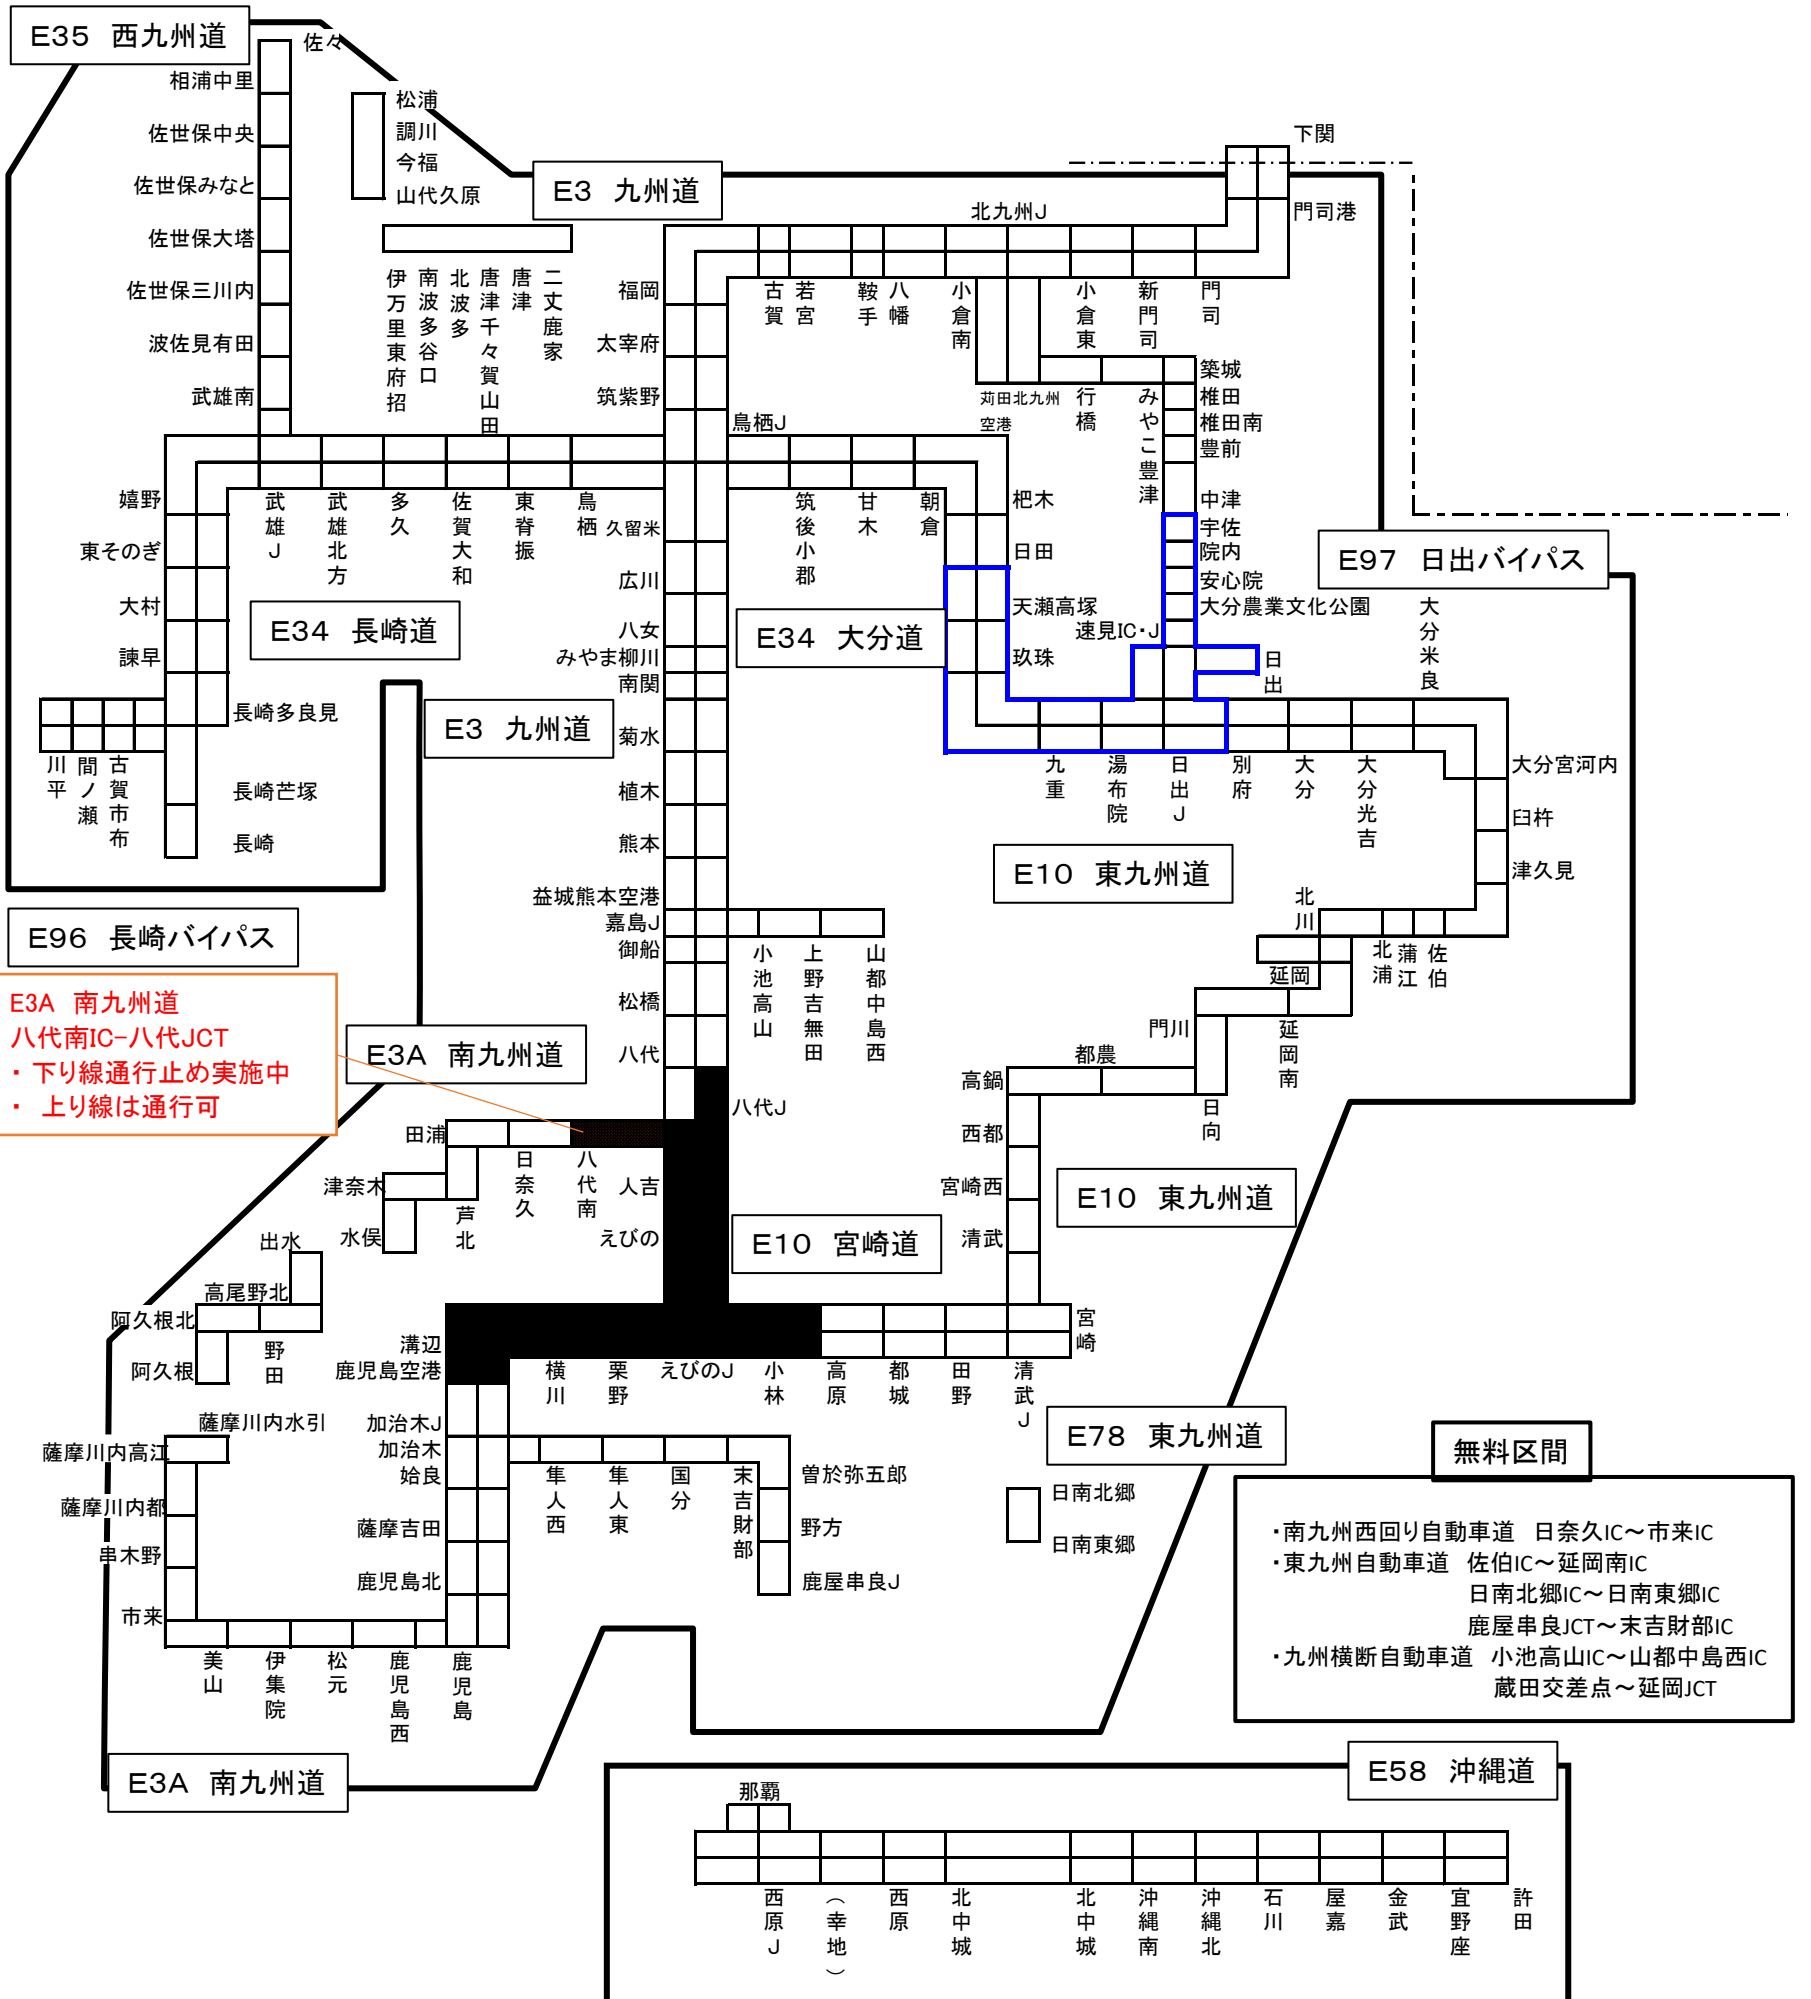 E35 西九州道
佐々
相浦中里
佐世保中央
佐世保みなと
佐世保大塔
佐世保三川内
波佐見有田
武雄南
松浦
調川
今福
山代久原
伊万里東府招
南波多谷口
北波多
唐津千々賀山田
唐津
二丈鹿家
E3 九州道
下関
門司港
北九州J
古賀
若宮
鞍手
八幡
小倉南
小倉東
新門司
門司
福岡
太宰府
筑紫野
鳥栖J
苅田北九州
空港
行橋
みやこ豊津
築城
椎田
椎田南
豊前
中津
宇佐
院内
安心院
大分農業文化公園
速見IC・J
日出
E97 日出バイパス
嬉野
東そのぎ
大村
諫早
武雄J
武雄北方
多久
佐賀大和
東脊振
鳥栖
久留米
広川
八女
みやま柳川
南関
菊水
植木
熊本
益城熊本空港
嘉島J
御船
松橋
八代
筑後小郡
甘木
朝倉
杷木
日田
天瀬高塚
玖珠
E34 長崎道
E34 大分道
長崎多良見
川平
間ノ瀬
古賀市布
長崎芒塚
長崎
E3 九州道
九重
湯布院
日出J
別府
大分
大分光吉
大分米良
大分宮河内
臼杵
津久見
E10 東九州道
E96 長崎バイパス
小池高山
上野吉無田
山都中島西
北川
北浦
蒲江
佐伯
延岡
延岡南
門川
日向
都農
高鍋
西都
宮崎西
清武
E3A 南九州道
八代南IC−八代JCT
・下り線通行止め実施中
・ 上り線は通行可
E3A 南九州道
八代J
田浦
日奈久
八代南
人吉
えびの
津奈木
芦北
水俣
出水
高尾野北
阿久根北
野田
阿久根
E10 宮崎道
E10 東九州道
宮崎
溝辺
鹿児島空港
横川
栗野
えびのJ
小林
高原
都城
田野
清武J
E78 東九州道
加治木J
加治木
姶良
薩摩吉田
鹿児島北
薩摩川内水引
薩摩川内高江
薩摩川内都
串木野
市来
隼人西
隼人東
国分
末吉財部
曽於弥五郎
野方
鹿屋串良J
日南北郷
日南東郷
美山
伊集院
松元
鹿児島西
鹿児島
無料区間
・南九州西回り自動車道 日奈久IC～市来IC
・東九州自動車道 佐伯IC～延岡南IC
日南北郷IC～日南東郷IC
鹿屋串良JCT～末吉財部IC
・九州横断自動車道 小池高山IC～山都中島西IC
蔵田交差点～延岡JCT
E3A 南九州道
E58 沖縄道
那覇
西原J
（幸地）
西原
北中城
北中城
沖縄南
沖縄北
石川
屋嘉
金武
宜野座
許田